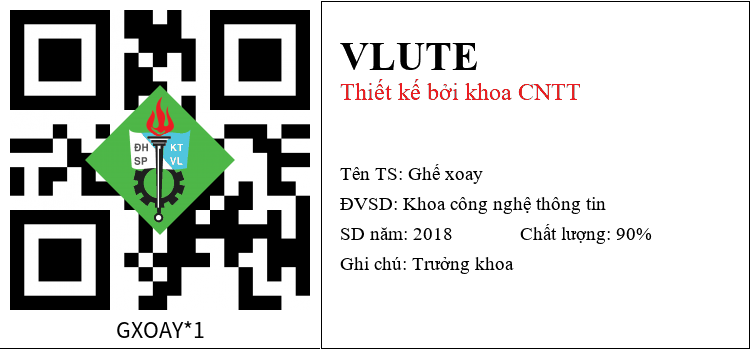 ĐH KT
SP VL
GXOAY*1
VLUTE
Thiết kế bởi khoa CNTT
Tên TS: Ghế xoay
ĐVSD: Khoa công nghệ thông tin
SD năm: 2018 Chất lượng: 90%
Ghi chú: Trưởng khoa